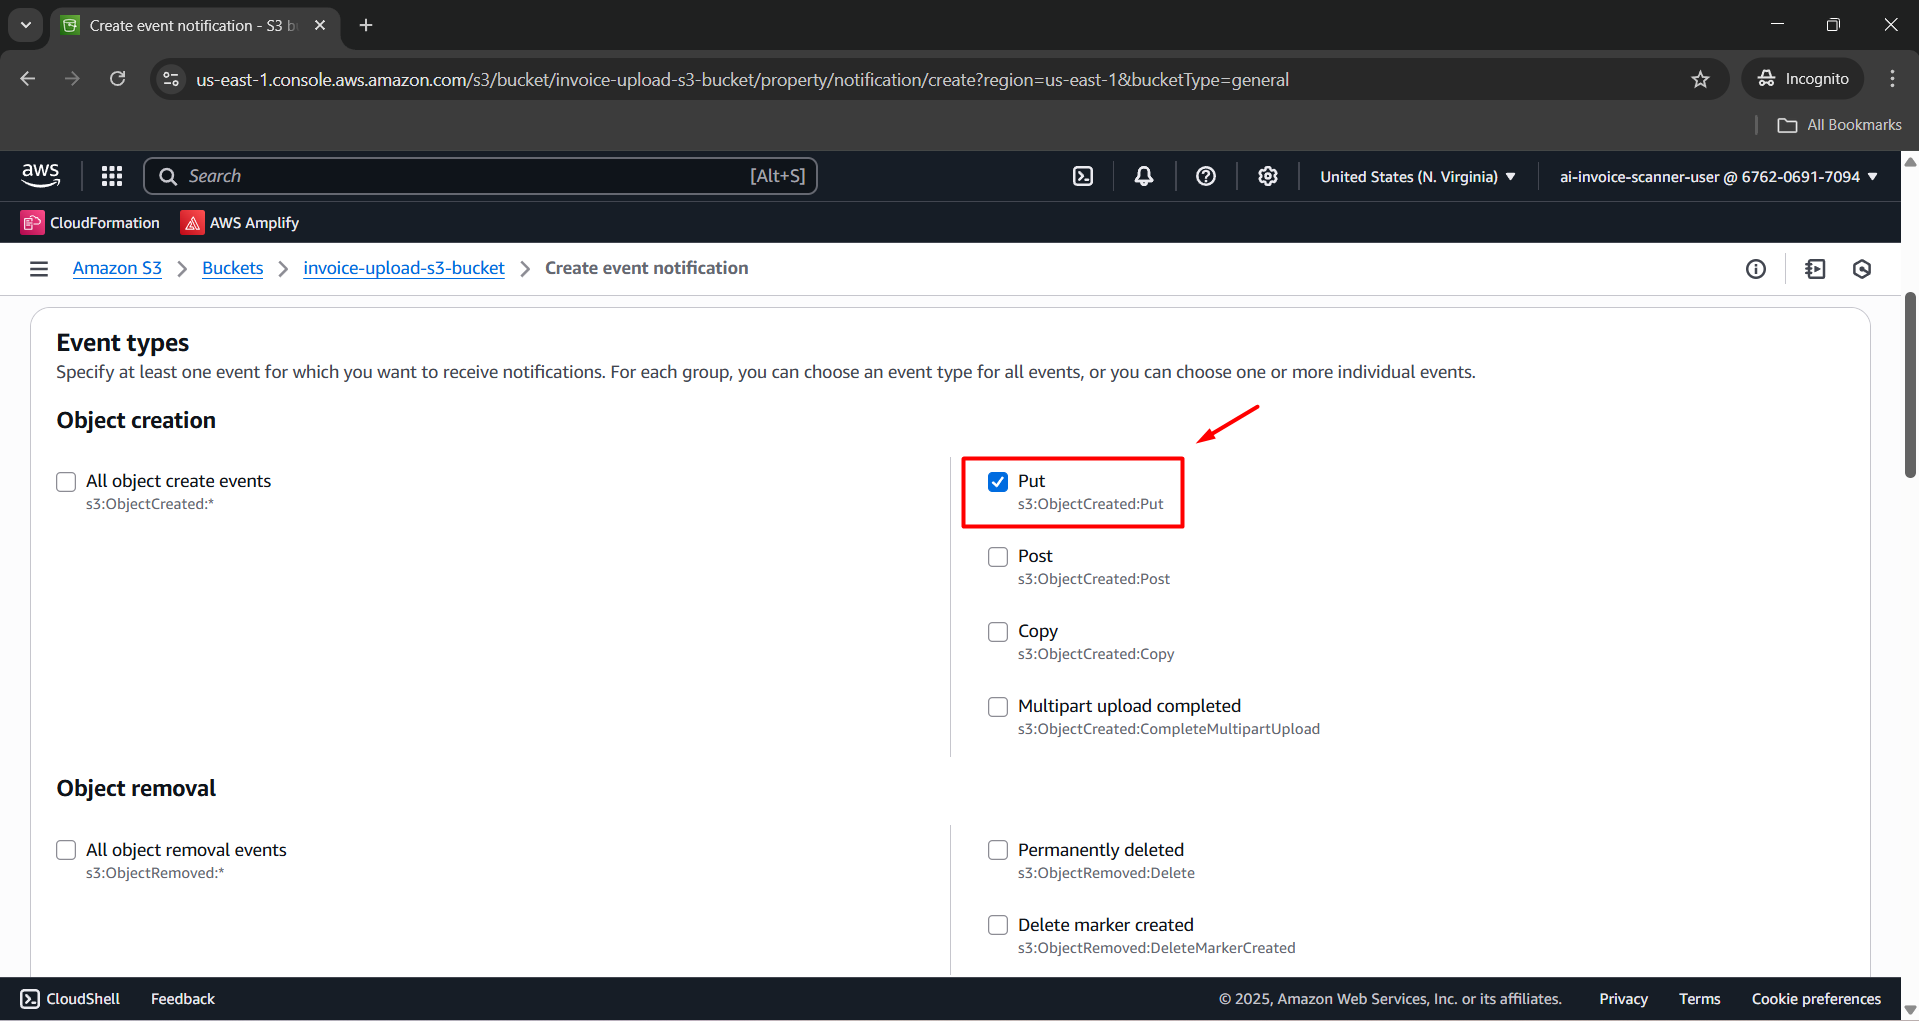 Create event notification - S3 b
us-east-1.console.aws.amazon.com/s3/bucket/invoice-upload-s3-bucket/property/notification/create?region=us-east-1&bucketType=general
Incognito
All Bookmarks
aws
Search
[Alt+S]
United States (N. Virginia)
ai-invoice-scanner-user @ 6762-0691-7094
CloudFormation
AWS Amplify
Amazon S3
Buckets
invoice-upload-s3-bucket
Create event notification
Event types
Specify at least one event for which you want to receive notifications. For each group, you can choose an event type for all events, or you can choose one or more individual events.
Object creation
All object create events
s3:ObjectCreated:*
Put
s3:ObjectCreated:Put
Post
s3:ObjectCreated:Post
Copy
s3:ObjectCreated:Copy
Multipart upload completed
s3:ObjectCreated:CompleteMultipartUpload
Object removal
All object removal events
s3:ObjectRemoved:*
Permanently deleted
s3:ObjectRemoved:Delete
Delete marker created
s3:ObjectRemoved:DeleteMarkerCreated
CloudShell
Feedback
© 2025, Amazon Web Services, Inc. or its affiliates.
Privacy
Terms
Cookie preferences